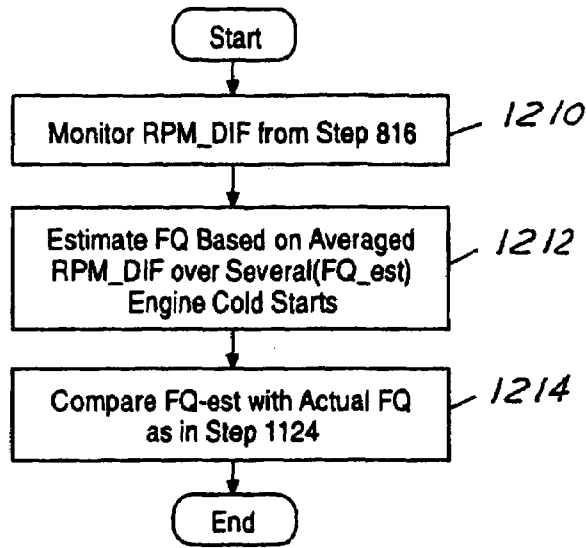 Start
Monitor RPM_DIF from Step 816
1210
Estimate FQ Based on Averaged
RPM_DIF over Several(FQ_est)
Engine Cold Starts
1212
Compare FQ-est with Actual FQ
as in Step 1124
1214
End